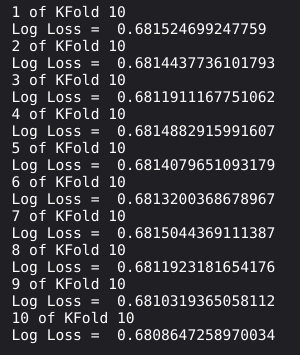 1 of KFold 10
Log Loss =  0.681524699247759
2 of KFold 10
Log Loss =  0.6814437736101793
3 of KFold 10
Log Loss =  0.6811911167751062
4 of KFold 10
Log Loss =  0.6814882915991607
5 of KFold 10
Log Loss =  0.6814079651093179
6 of KFold 10
Log Loss =  0.6813200368678967
7 of KFold 10
Log Loss =  0.6815044369111387
8 of KFold 10
Log Loss =  0.6811923181654176
9 of KFold 10
Log Loss =  0.6810319365058112
10 of KFold 10
Log Loss =  0.6808647258970034